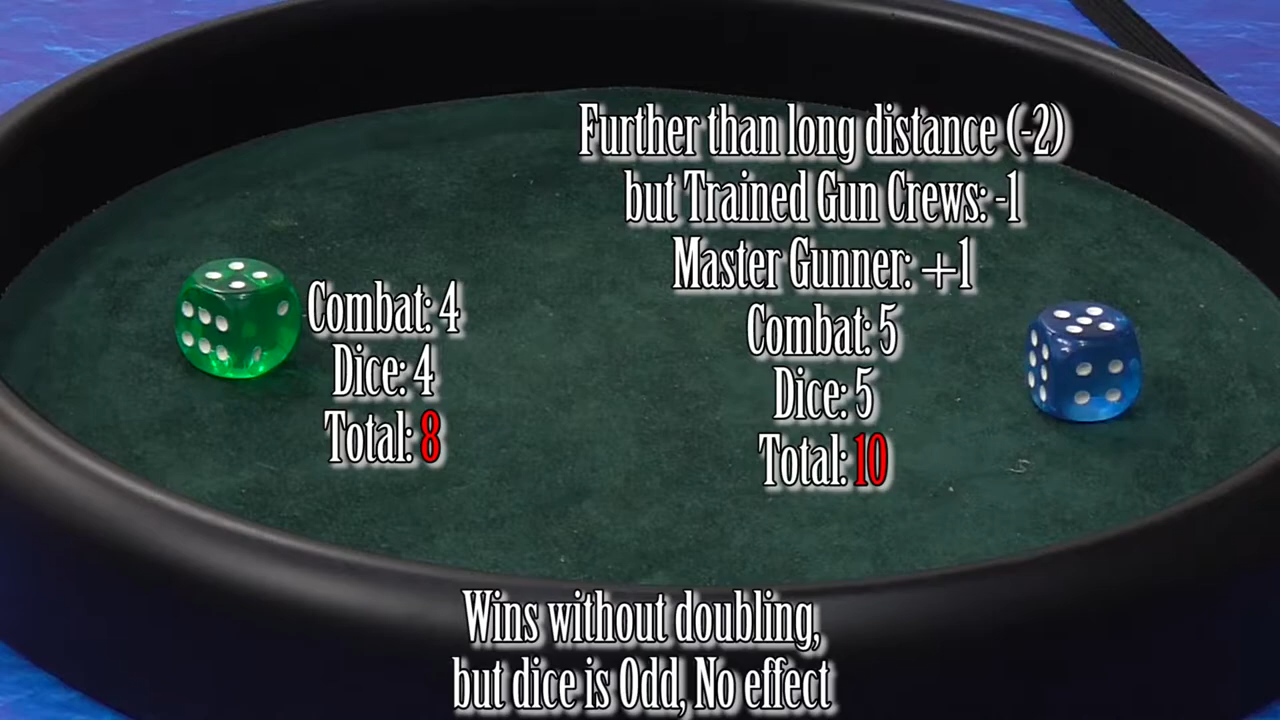 Further than long distance (-2)
but Trained Gun Crews: -1
Master Gunner: +1
Combat: 5
Dice: 5
Total: 10
Combat: 4
Dice: 4
Total: 8
Wins without doubling,
but dice is Odd, No effect